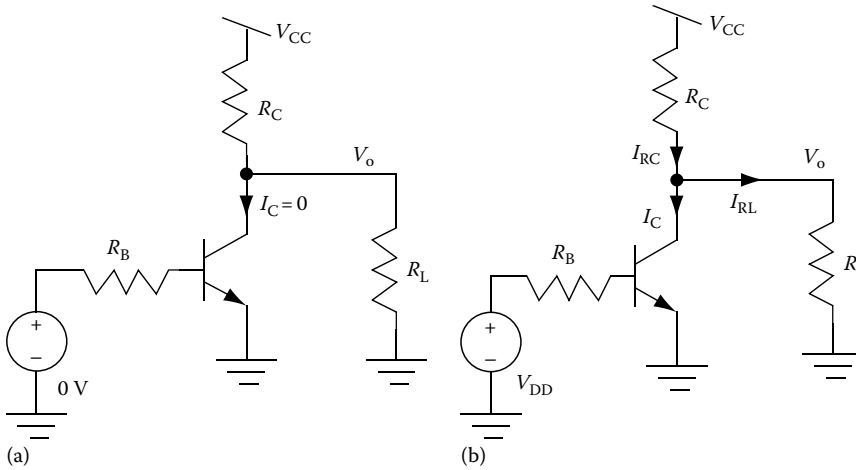 V_CC
R_C
V_o
I_C = 0
R_B
R_L
+
−
0 V
(a)
V_CC
R_C
I_RC
V_o
I_C
I_RL
R_B
R
+
−
V_DD
(b)